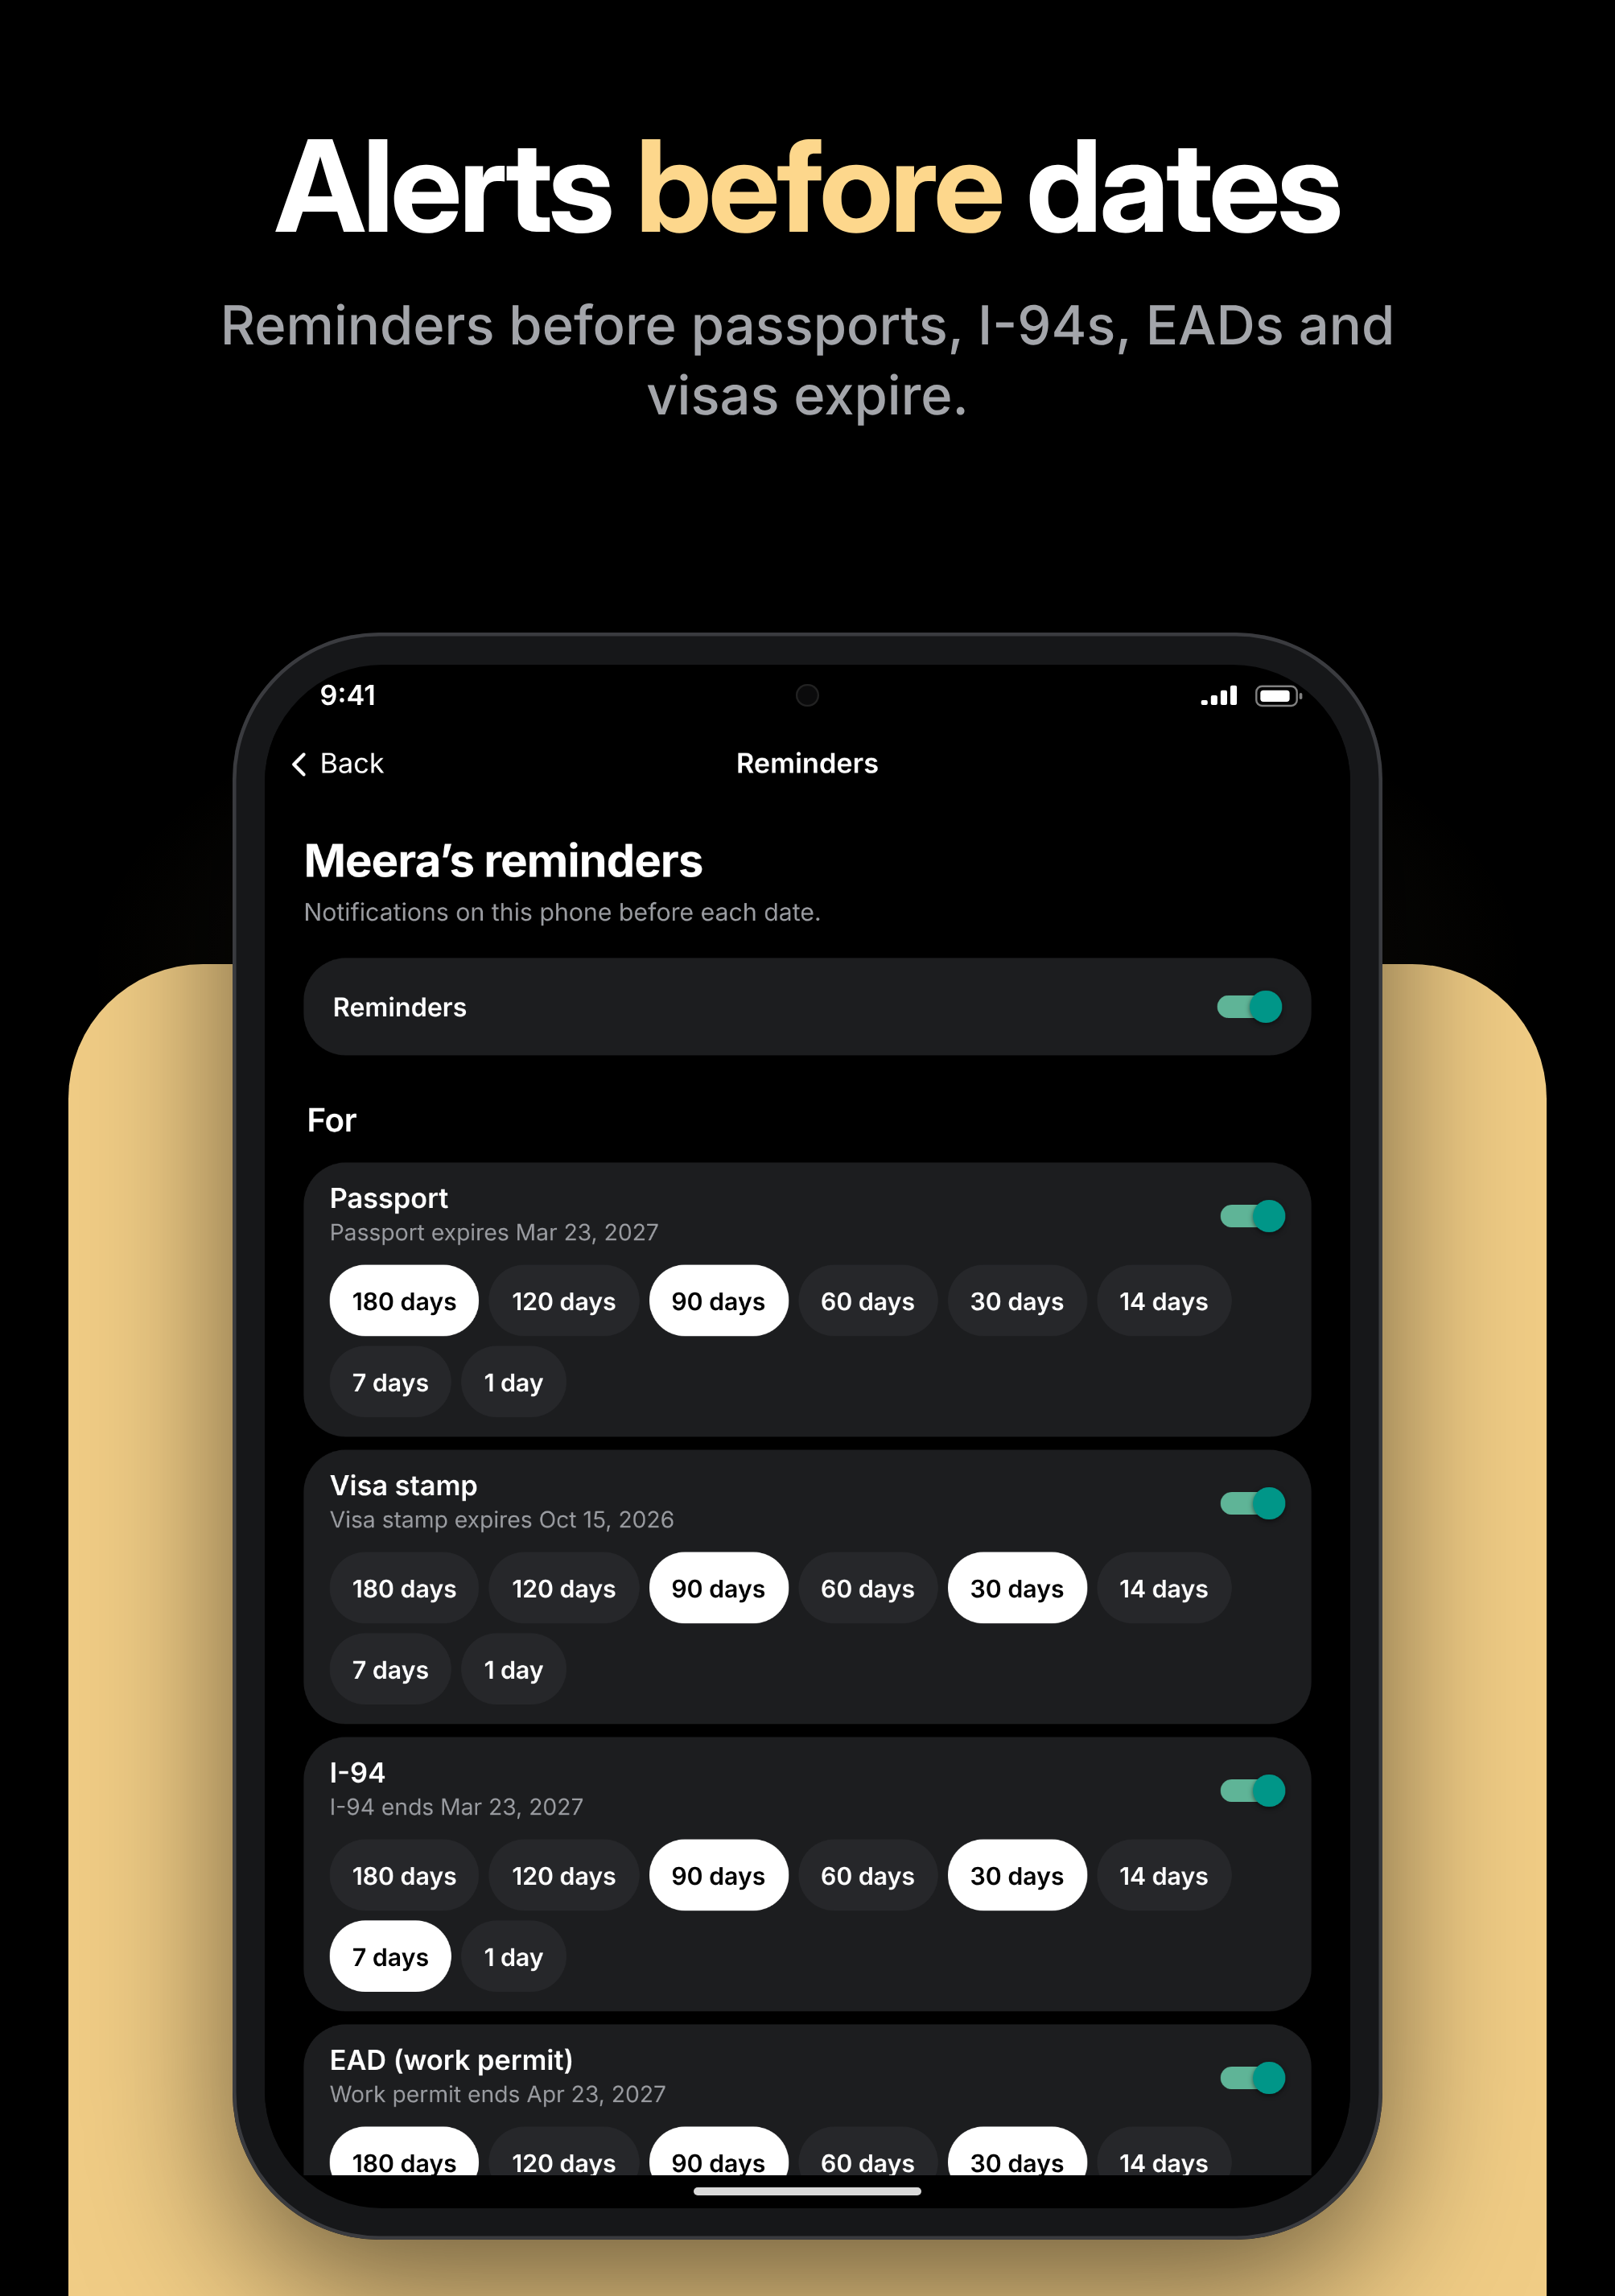 Alerts before dates
Reminders before passports, I-94s, EADs and
visas expire.
9:41
Back
Reminders
Meera’s reminders
Notifications on this phone before each date.
Reminders
For
Passport
Passport expires Mar 23, 2027
180 days 120 days 90 days 60 days 30 days 14 days
7 days 1 day
Visa stamp
Visa stamp expires Oct 15, 2026
180 days 120 days 90 days 60 days 30 days 14 days
7 days 1 day
I-94
I-94 ends Mar 23, 2027
180 days 120 days 90 days 60 days 30 days 14 days
7 days 1 day
EAD (work permit)
Work permit ends Apr 23, 2027
180 days 120 days 90 days 60 days 30 days 14 days